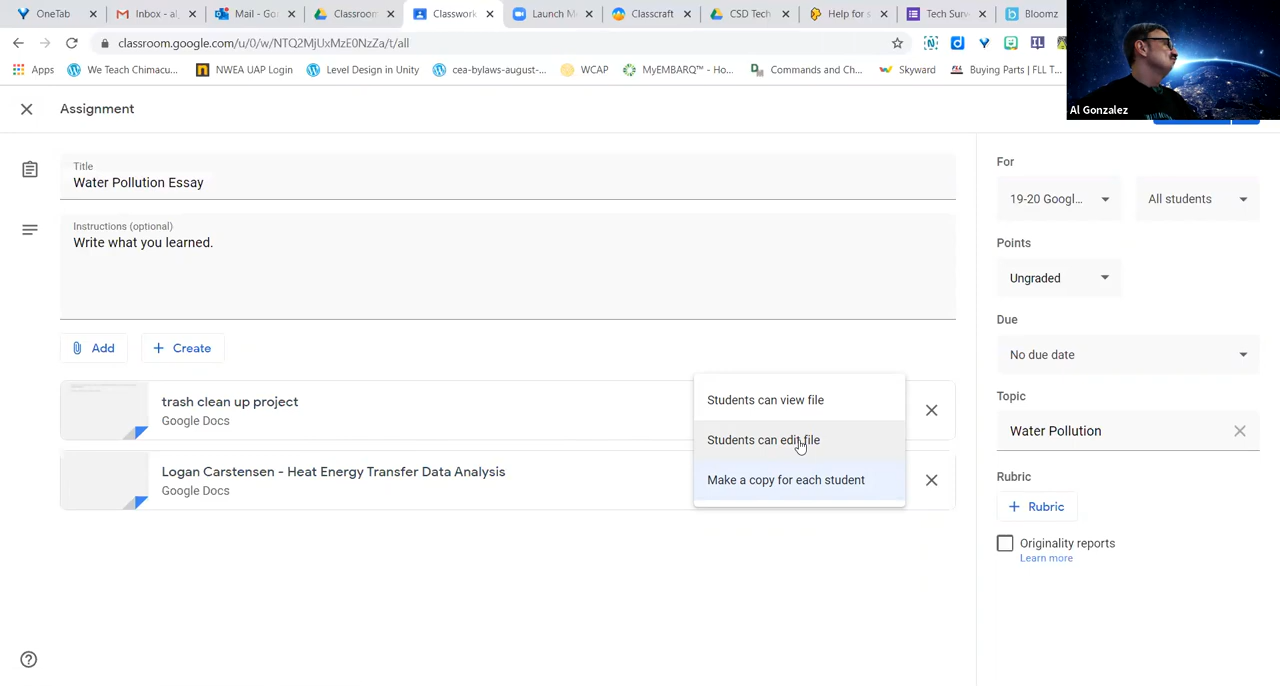 OneTab
Inbox - a
Mail - Go
Classroom
Classwork
Launch M
Classcraft
CSD Tech
Help for s
Tech Surv
Bloomz
classroom.google.com/u/0/w/NTQ2MjUxMzE0NzZa/t/all
Apps
We Teach Chimacu...
NWEA UAP Login
Level Design in Unity
cea-bylaws-august-...
WCAP
MyEMBARQ™ - Ho...
Commands and Ch...
Skyward
Buying Parts | FLL T...
Al Gonzalez
Assignment
Title
Water Pollution Essay
Instructions (optional)
Write what you learned.
Add
Create
trash clean up project
Google Docs
Logan Carstensen - Heat Energy Transfer Data Analysis
Google Docs
Students can view file
Students can edit file
Make a copy for each student
For
19-20 Googl...
All students
Points
Ungraded
Due
No due date
Topic
Water Pollution
Rubric
Rubric
Originality reports
Learn more